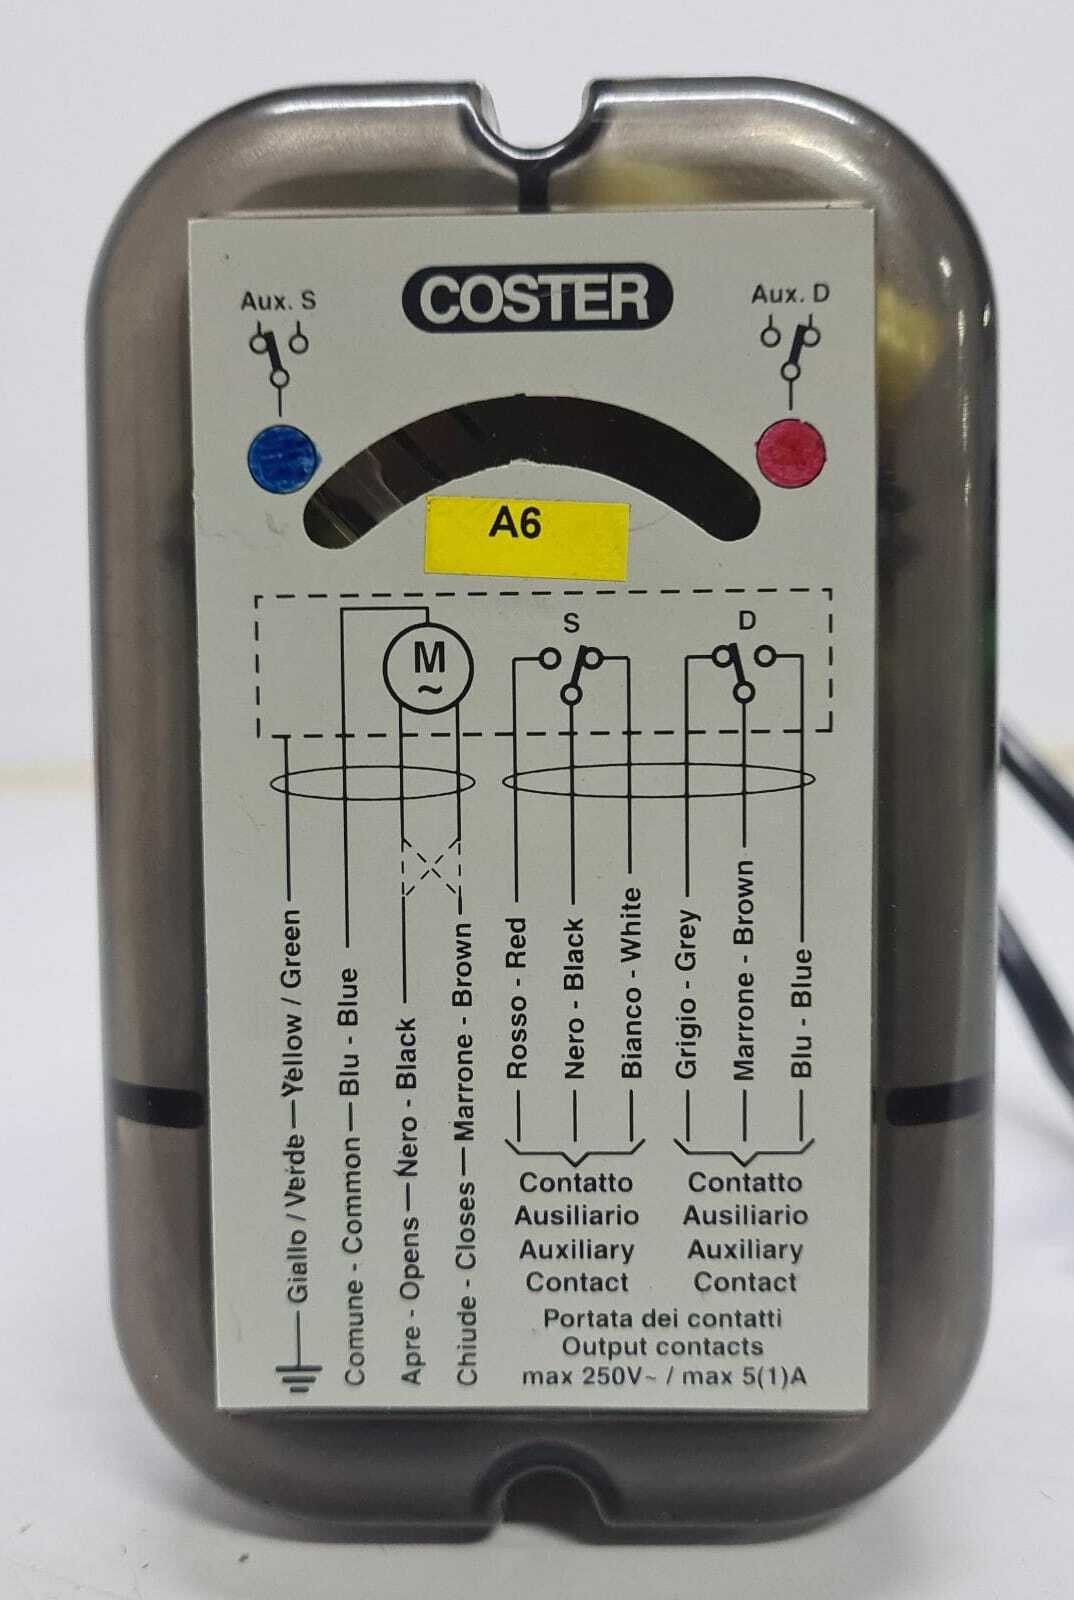 Aux. S
COSTER
Aux. D
A6
M
~
S
D
Giallo / Verde — Yellow / Green
Comune - Common — Blu - Blue
Apre - Opens — Nero - Black
Chiude - Closes — Marrone - Brown
Rosso - Red
Nero - Black
Bianco - White
Grigio - Grey
Marrone - Brown
Blu - Blue
Contatto
Ausiliario
Auxiliary
Contact
Contatto
Ausiliario
Auxiliary
Contact
Portata dei contatti
Output contacts
max 250V~ / max 5(1)A